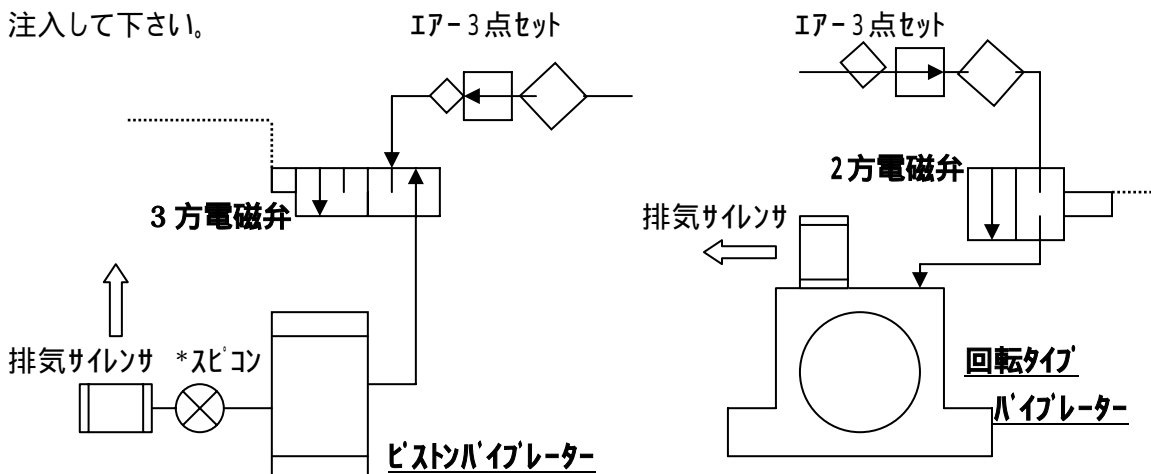 注入して下さい。
ｴｱｰ3点セット
ｴｱｰ3点セット
2方電磁弁
3方電磁弁
排気ｻｲﾚﾝｻ
排気ｻｲﾚﾝｻ *ｽﾋﾟｺﾝ
回転ﾀｲﾌﾟ
ﾊﾞｲﾌﾞﾚｰﾀｰ
ﾋﾟｽﾄﾝﾊﾞｲﾌﾞﾚｰﾀｰ